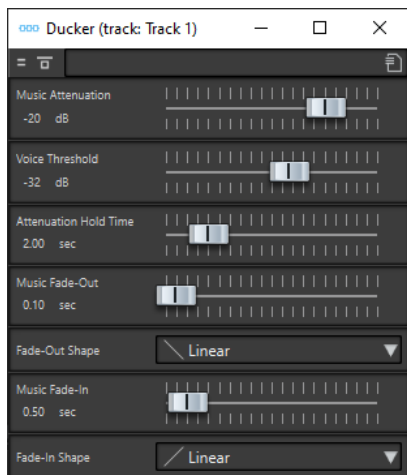 Ducker (track: Track 1)
Music Attenuation
-20 dB
Voice Threshold
-32 dB
Attenuation Hold Time
2.00 sec
Music Fade-Out
0.10 sec
Fade-Out Shape Linear
Music Fade-In
0.50 sec
Fade-In Shape Linear